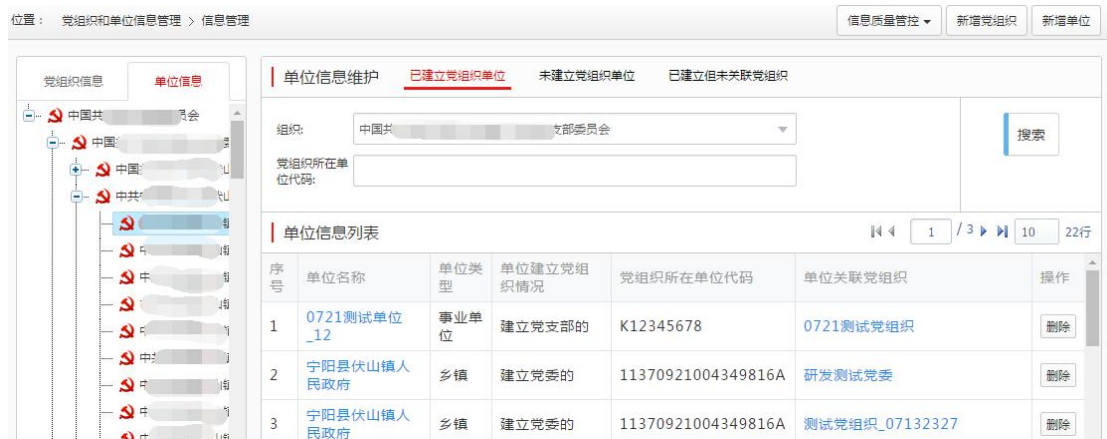 位置： 党组织和单位信息管理 > 信息管理
信息质量管控 新增党组织 新增单位
党组织信息 单位信息
中国共 员会
中国
中国
中共
单位信息维护 已建立党组织单位 未建立党组织单位 已建立但未关联党组织
组织: 中国共 支部委员会
搜索
党组织所在单
位代码:
单位信息列表 1 / 3 10 22行
序
号
单位名称
单位类
型
单位建立党组
织情况
党组织所在单位代码
单位关联党组织
操作
1
0721测试单位
_12
事业单
位
建立党支部的
K12345678
0721测试党组织
删除
2
宁阳县伏山镇人
民政府
乡镇
建立党委的
11370921004349816A
研发测试党委
删除
3
宁阳县伏山镇人
民政府
乡镇
建立党委的
11370921004349816A
测试党组织_07132327
删除